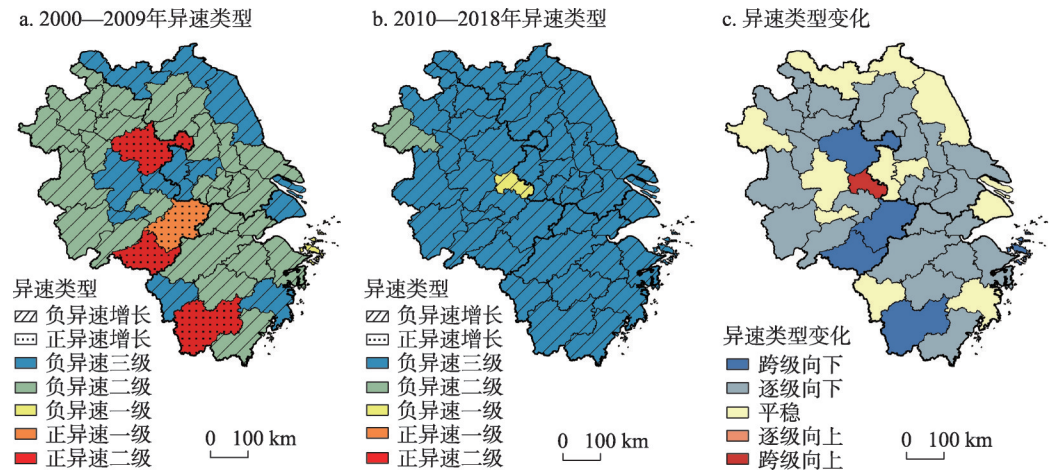 a. 2000—2009年异速类型
异速类型
负异速增长
正异速增长
负异速三级
负异速二级
负异速一级
正异速一级
正异速二级
0 100 km
b. 2010—2018年异速类型
异速类型
负异速增长
正异速增长
负异速三级
负异速二级
负异速一级
正异速一级
正异速二级
0 100 km
c. 异速类型变化
异速类型变化
跨级向下
逐级向下
平稳
逐级向上
跨级向上
0 100 km